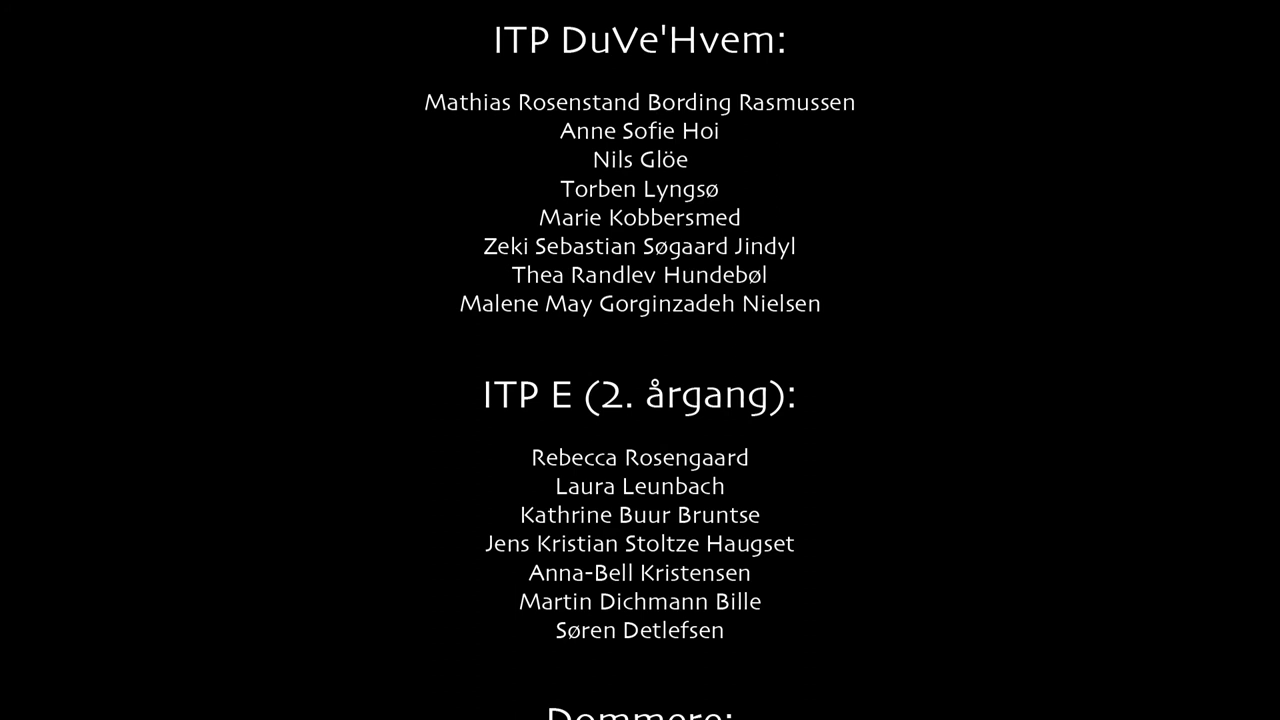 ITP DuVe'Hvem:
Mathias Rosenstand Bording Rasmussen
Anne Sofie Hoi
Nils Glöe
Torben Lyngsø
Marie Kobbersmed
Zeki Sebastian Søgaard Jindyl
Thea Randlev Hundebøl
Malene May Gorginzadeh Nielsen
ITP E (2. årgang):
Rebecca Rosengaard
Laura Leunbach
Kathrine Buur Bruntse
Jens Kristian Stoltze Haugset
Anna-Bell Kristensen
Martin Dichmann Bille
Søren Detlefsen
Dommere: